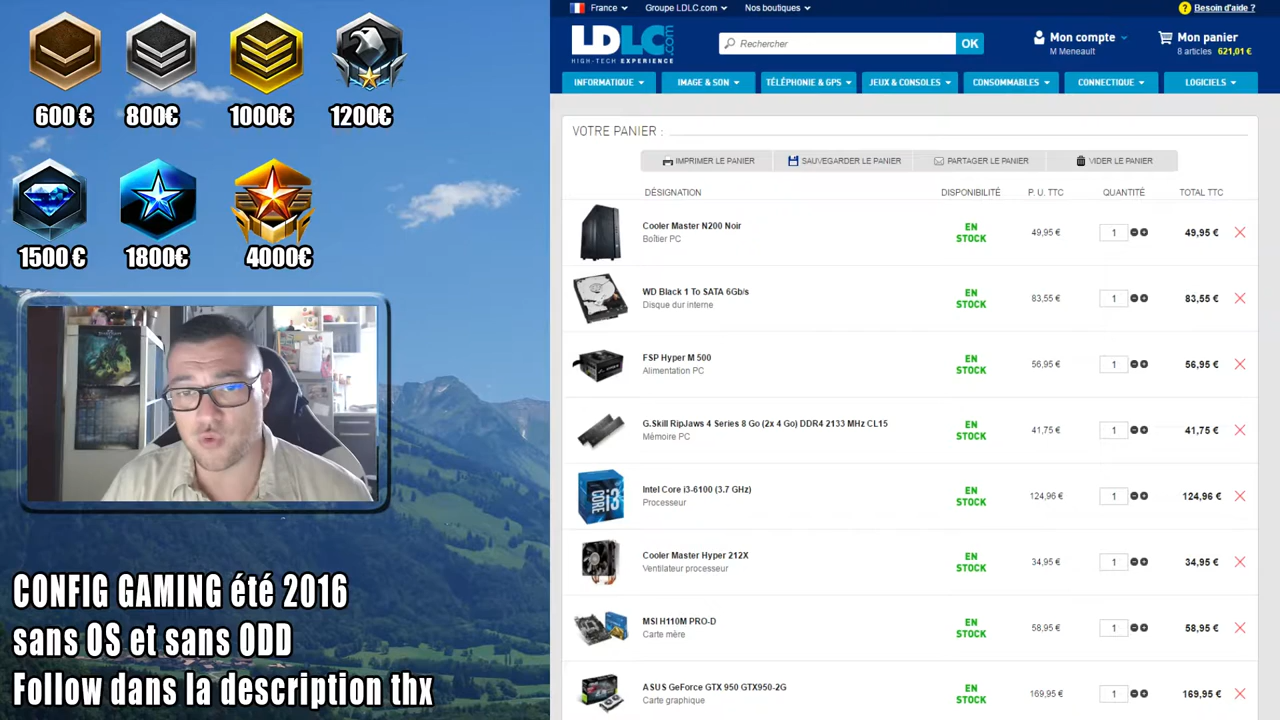 600€ 800€ 1000€ 1200€
1500€ 1800€ 4000€
CONFIG GAMING été 2016
sans OS et sans ODD
Follow dans la description thx
France Groupe LDLC.com Nos boutiques ? Besoin d'aide ?
LDLC.com
HIGH-TECH EXPERIENCE
Rechercher OK
Mon compte
M Meneault
Mon panier
8 articles 621,01 €
INFORMATIQUE IMAGE & SON TÉLÉPHONIE & GPS JEUX & CONSOLES CONSOMMABLES CONNECTIQUE LOGICIELS
VOTRE PANIER :
IMPRIMER LE PANIER SAUVEGARDER LE PANIER PARTAGER LE PANIER VIDER LE PANIER
DÉSIGNATION DISPONIBILITÉ P. U. TTC QUANTITÉ TOTAL TTC
Cooler Master N200 Noir
Boîtier PC
EN
STOCK
49,95 € 1 49,95 €
WD Black 1 To SATA 6Gb/s
Disque dur interne
EN
STOCK
83,55 € 1 83,55 €
FSP Hyper M 500
Alimentation PC
EN
STOCK
56,95 € 1 56,95 €
G.Skill RipJaws 4 Series 8 Go (2x 4 Go) DDR4 2133 MHz CL15
Mémoire PC
EN
STOCK
41,75 € 1 41,75 €
CORE i3
Intel Core i3-6100 (3.7 GHz)
Processeur
EN
STOCK
124,96 € 1 124,96 €
Cooler Master Hyper 212X
Ventilateur processeur
EN
STOCK
34,95 € 1 34,95 €
MSI H110M PRO-D
Carte mère
EN
STOCK
58,95 € 1 58,95 €
ASUS GeForce GTX 950 GTX950-2G
Carte graphique
EN
STOCK
169,95 € 1 169,95 €